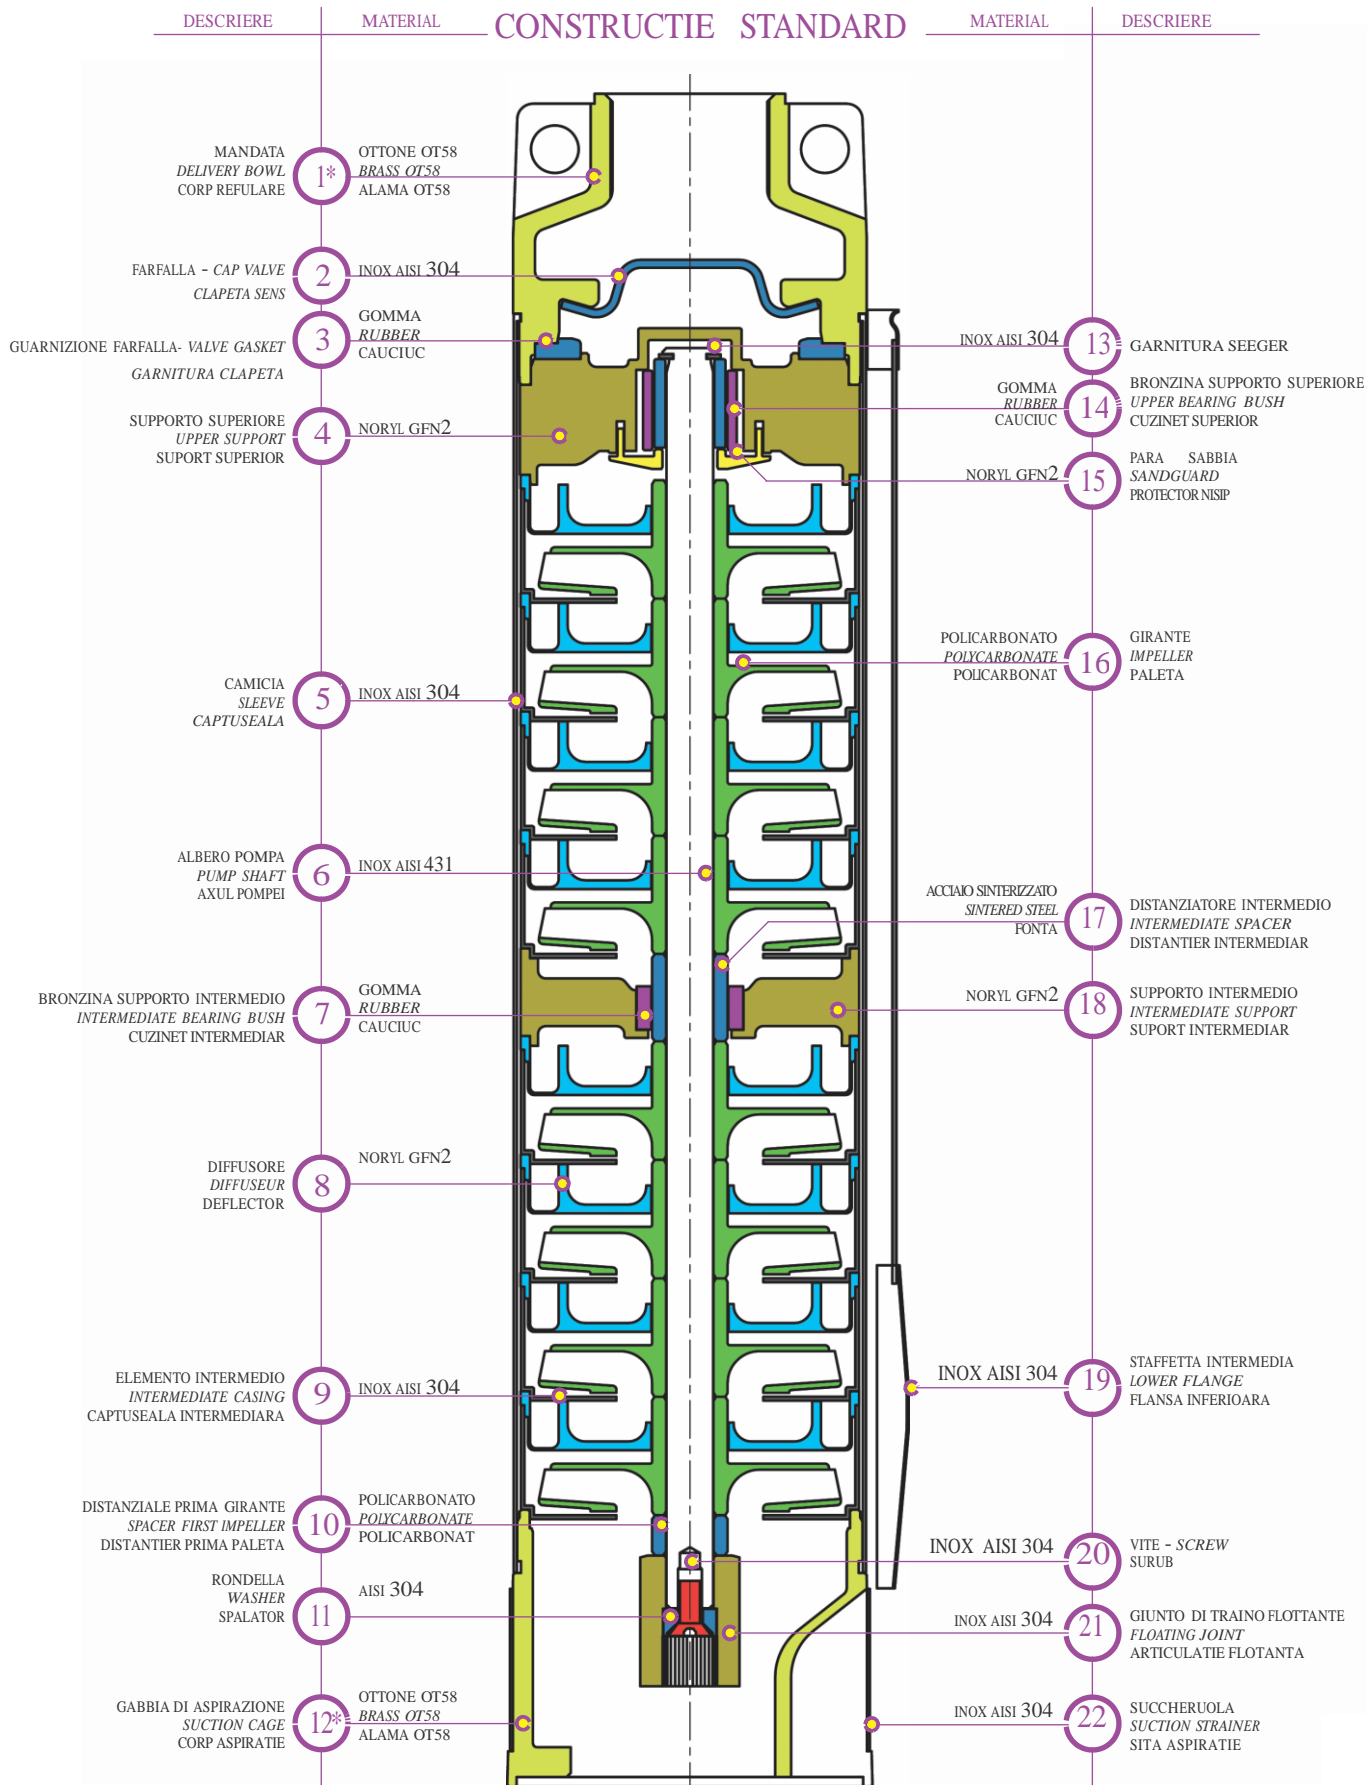 DESCRIERE
MATERIAL
CONSTRUCTIE STANDARD
MATERIAL
DESCRIERE
MANDATA
DELIVERY BOWL
CORP REFULARE
1*
OTTONE OT58
BRASS OT58
ALAMA OT58
FARFALLA - CAP VALVE
CLAPETA SENS
2
INOX AISI 304
GUARNIZIONE FARFALLA- VALVE GASKET
GARNITURA CLAPETA
3
GOMMA
RUBBER
CAUCIUC
SUPPORTO SUPERIORE
UPPER SUPPORT
SUPORT SUPERIOR
4
NORYL GFN2
CAMICIA
SLEEVE
CAPTUSEALA
5
INOX AISI 304
ALBERO POMPA
PUMP SHAFT
AXUL POMPEI
6
INOX AISI 431
BRONZINA SUPPORTO INTERMEDIO
INTERMEDIATE BEARING BUSH
CUZINET INTERMEDIAR
7
GOMMA
RUBBER
CAUCIUC
DIFFUSORE
DIFFUSEUR
DEFLECTOR
8
NORYL GFN2
ELEMENTO INTERMEDIO
INTERMEDIATE CASING
CAPTUSEALA INTERMEDIARA
9
INOX AISI 304
DISTANZIALE PRIMA GIRANTE
SPACER FIRST IMPELLER
DISTANTIER PRIMA PALETA
10
POLICARBONATO
POLYCARBONATE
POLICARBONAT
RONDELLA
WASHER
SPALATOR
11
AISI 304
GABBIA DI ASPIRAZIONE
SUCTION CAGE
CORP ASPIRATIE
12*
OTTONE OT58
BRASS OT58
ALAMA OT58
INOX AISI 304
13
GARNITURA SEEGER
GOMMA
RUBBER
CAUCIUC
14
BRONZINA SUPPORTO SUPERIORE
UPPER BEARING BUSH
CUZINET SUPERIOR
NORYL GFN2
15
PARA SABBIA
SANDGUARD
PROTECTOR NISIP
POLICARBONATO
POLYCARBONATE
POLICARBONAT
16
GIRANTE
IMPELLER
PALETA
ACCIAIO SINTERIZZATO
SINTERED STEEL
FONTA
17
DISTANZIATORE INTERMEDIO
INTERMEDIATE SPACER
DISTANTIER INTERMEDIAR
NORYL GFN2
18
SUPPORTO INTERMEDIO
INTERMEDIATE SUPPORT
SUPORT INTERMEDIAR
INOX AISI 304
19
STAFFETTA INTERMEDIA
LOWER FLANGE
FLANSA INFERIOARA
INOX AISI 304
20
VITE - SCREW
SURUB
INOX AISI 304
21
GIUNTO DI TRAINO FLOTTANTE
FLOATING JOINT
ARTICULATIE FLOTANTA
INOX AISI 304
22
SUCCHERUOLA
SUCTION STRAINER
SITA ASPIRATIE